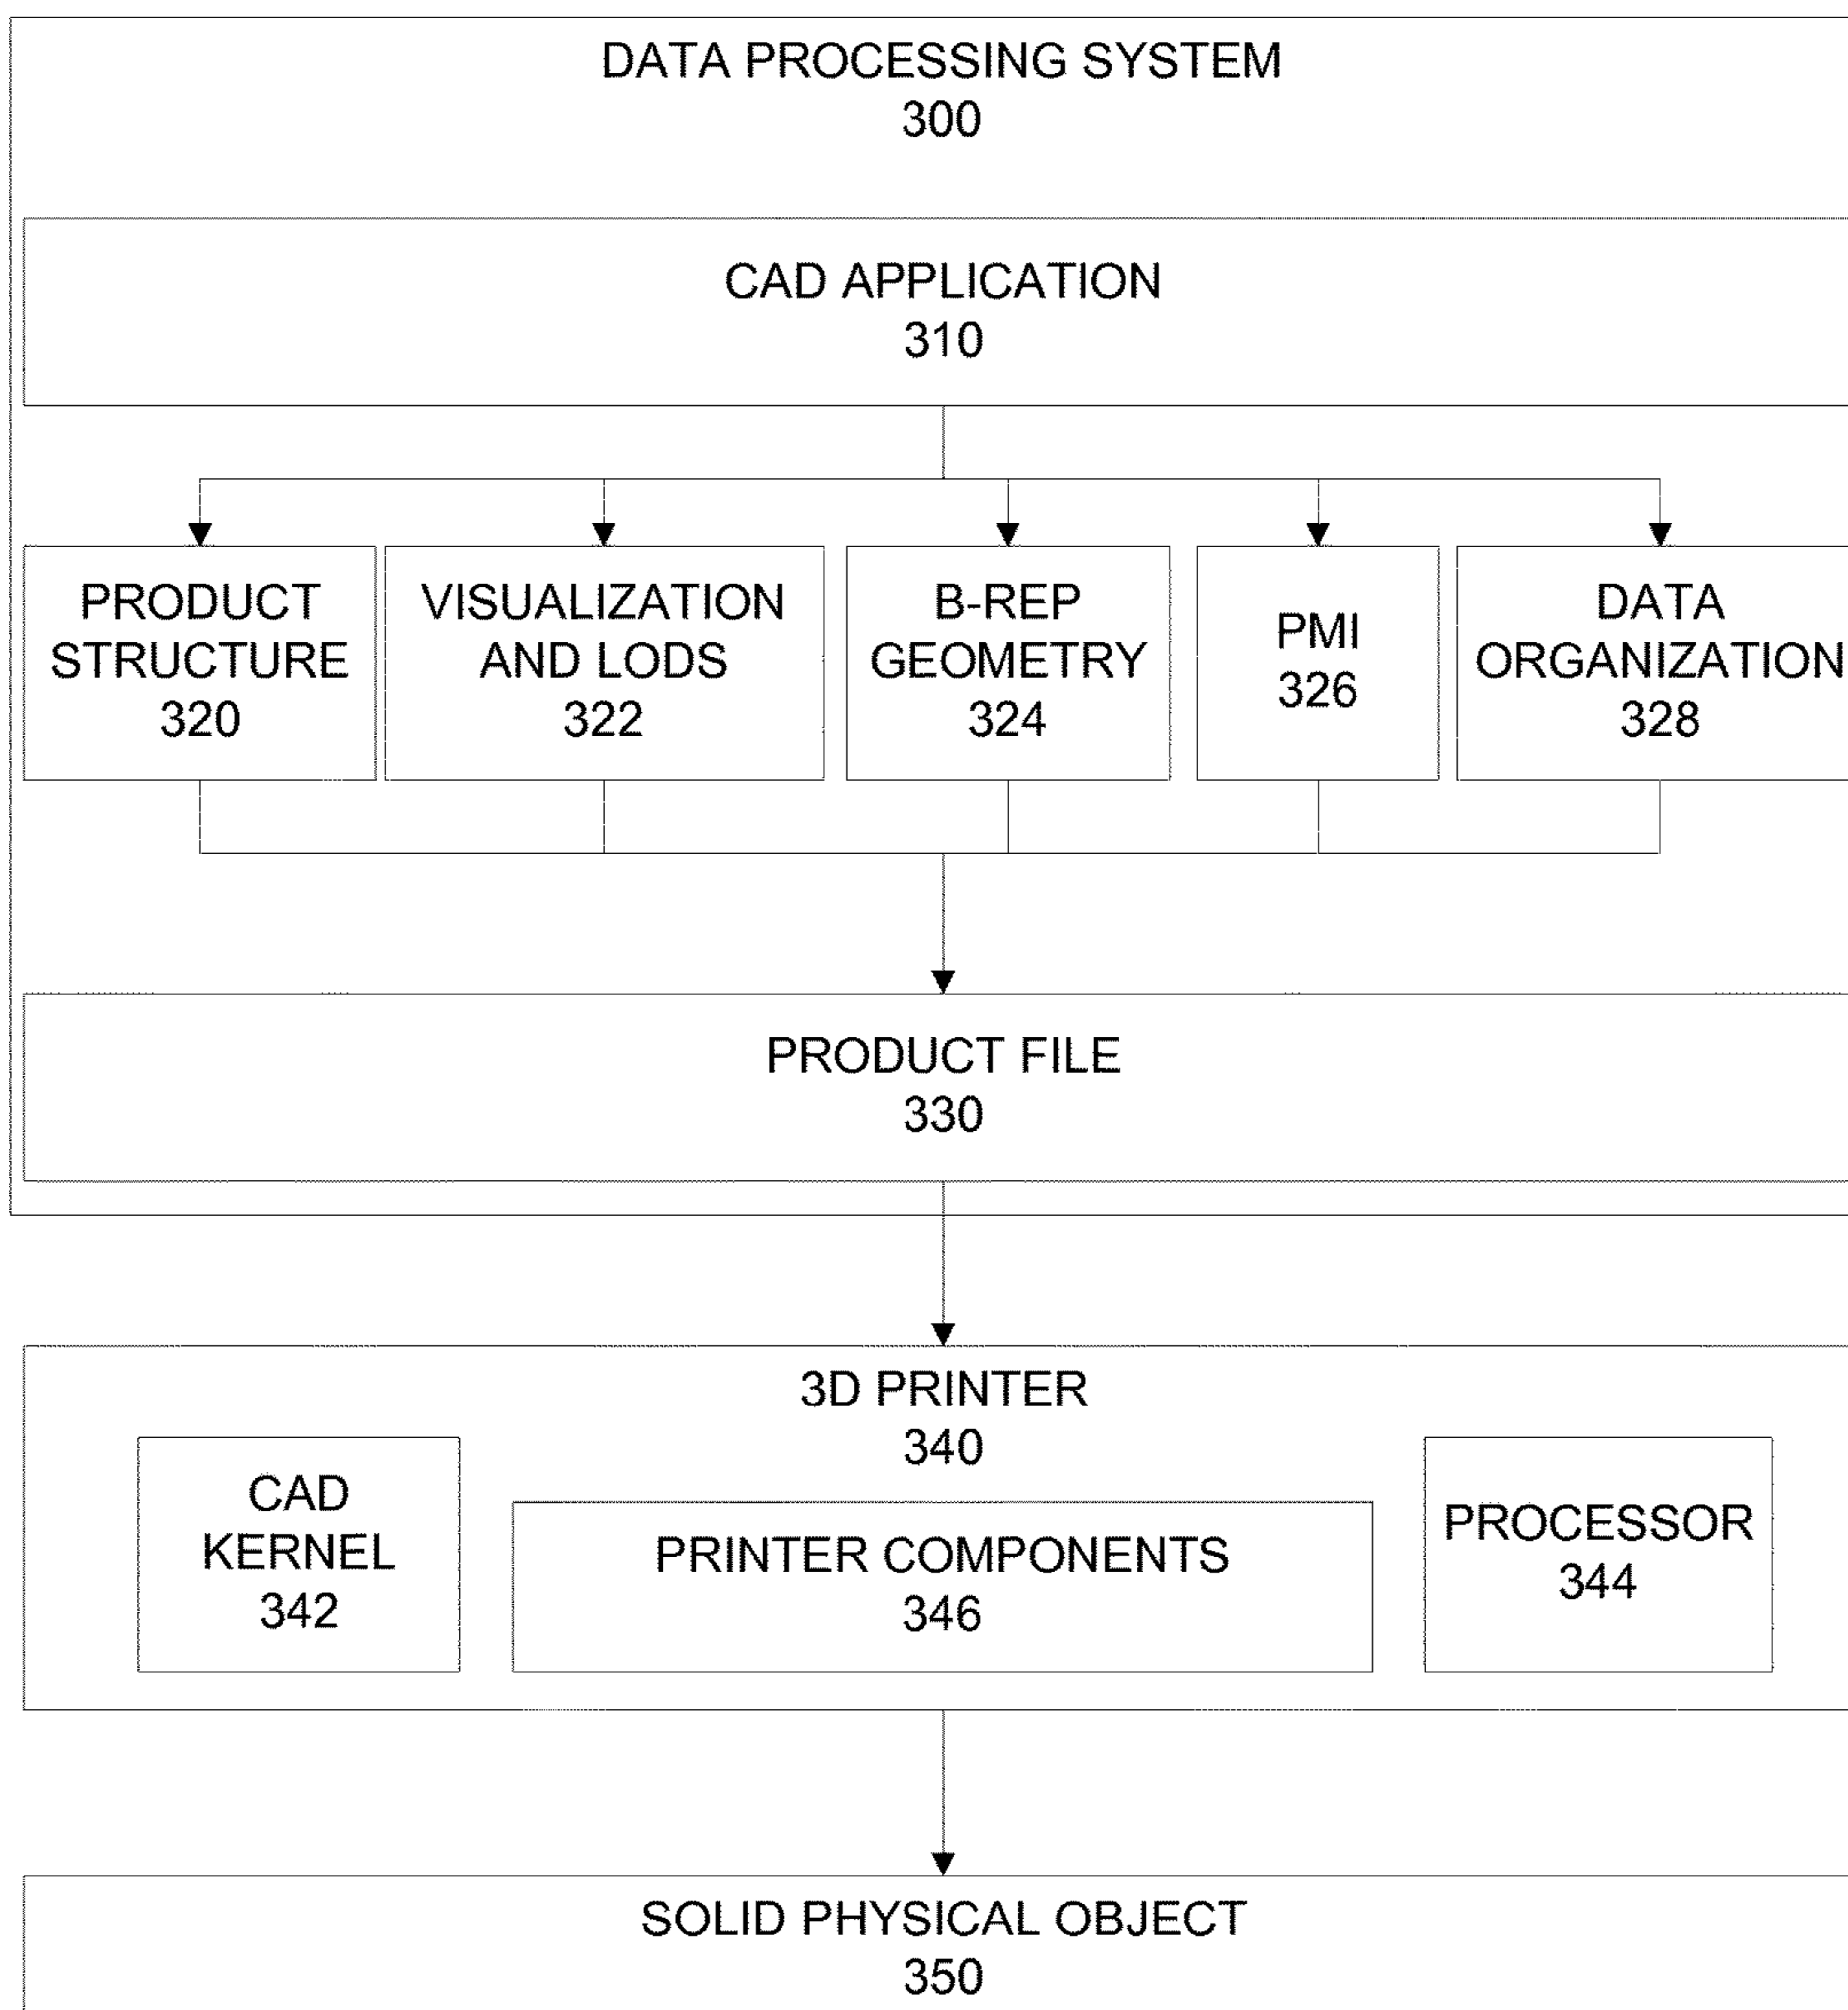 DATA PROCESSING SYSTEM
300
CAD APPLICATION
310
PRODUCT
STRUCTURE
320
VISUALIZATION
AND LODS
322
B-REP
GEOMETRY
324
PMI
326
DATA
ORGANIZATION
328
PRODUCT FILE
330
3D PRINTER
340
CAD
KERNEL
342
PRINTER COMPONENTS
346
PROCESSOR
344
SOLID PHYSICAL OBJECT
350